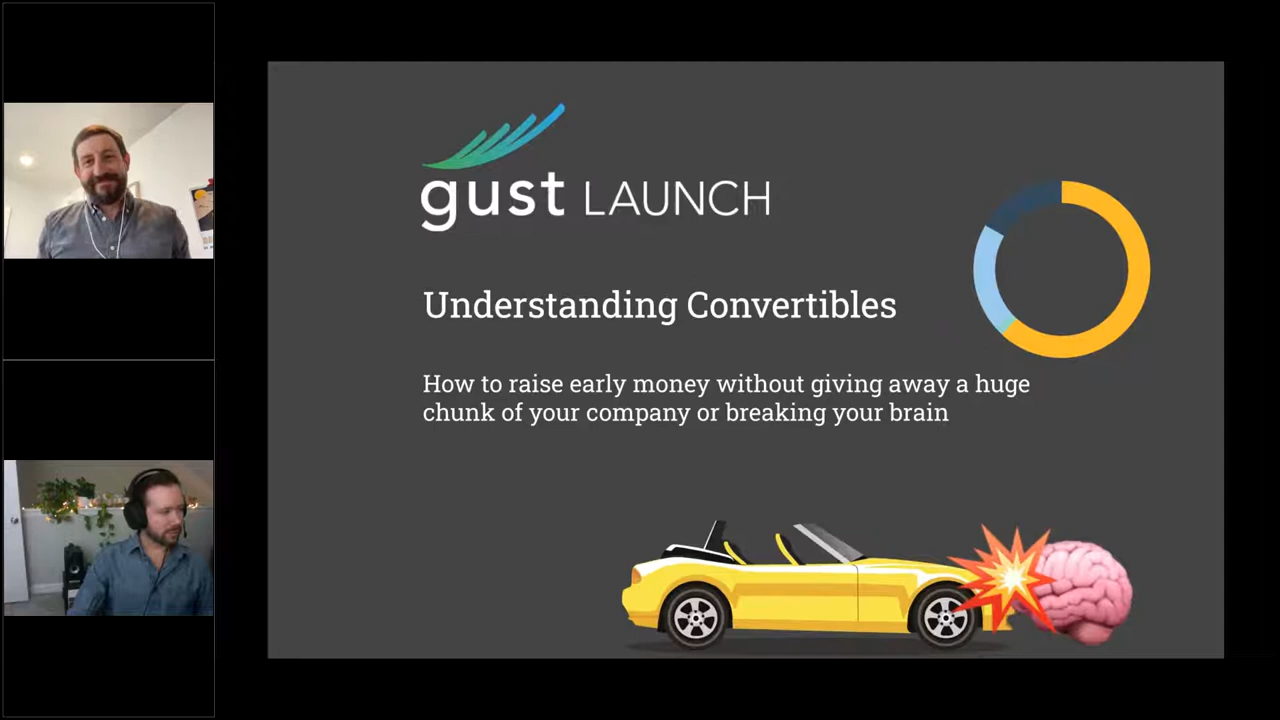 gust LAUNCH
Understanding Convertibles
How to raise early money without giving away a huge
chunk of your company or breaking your brain